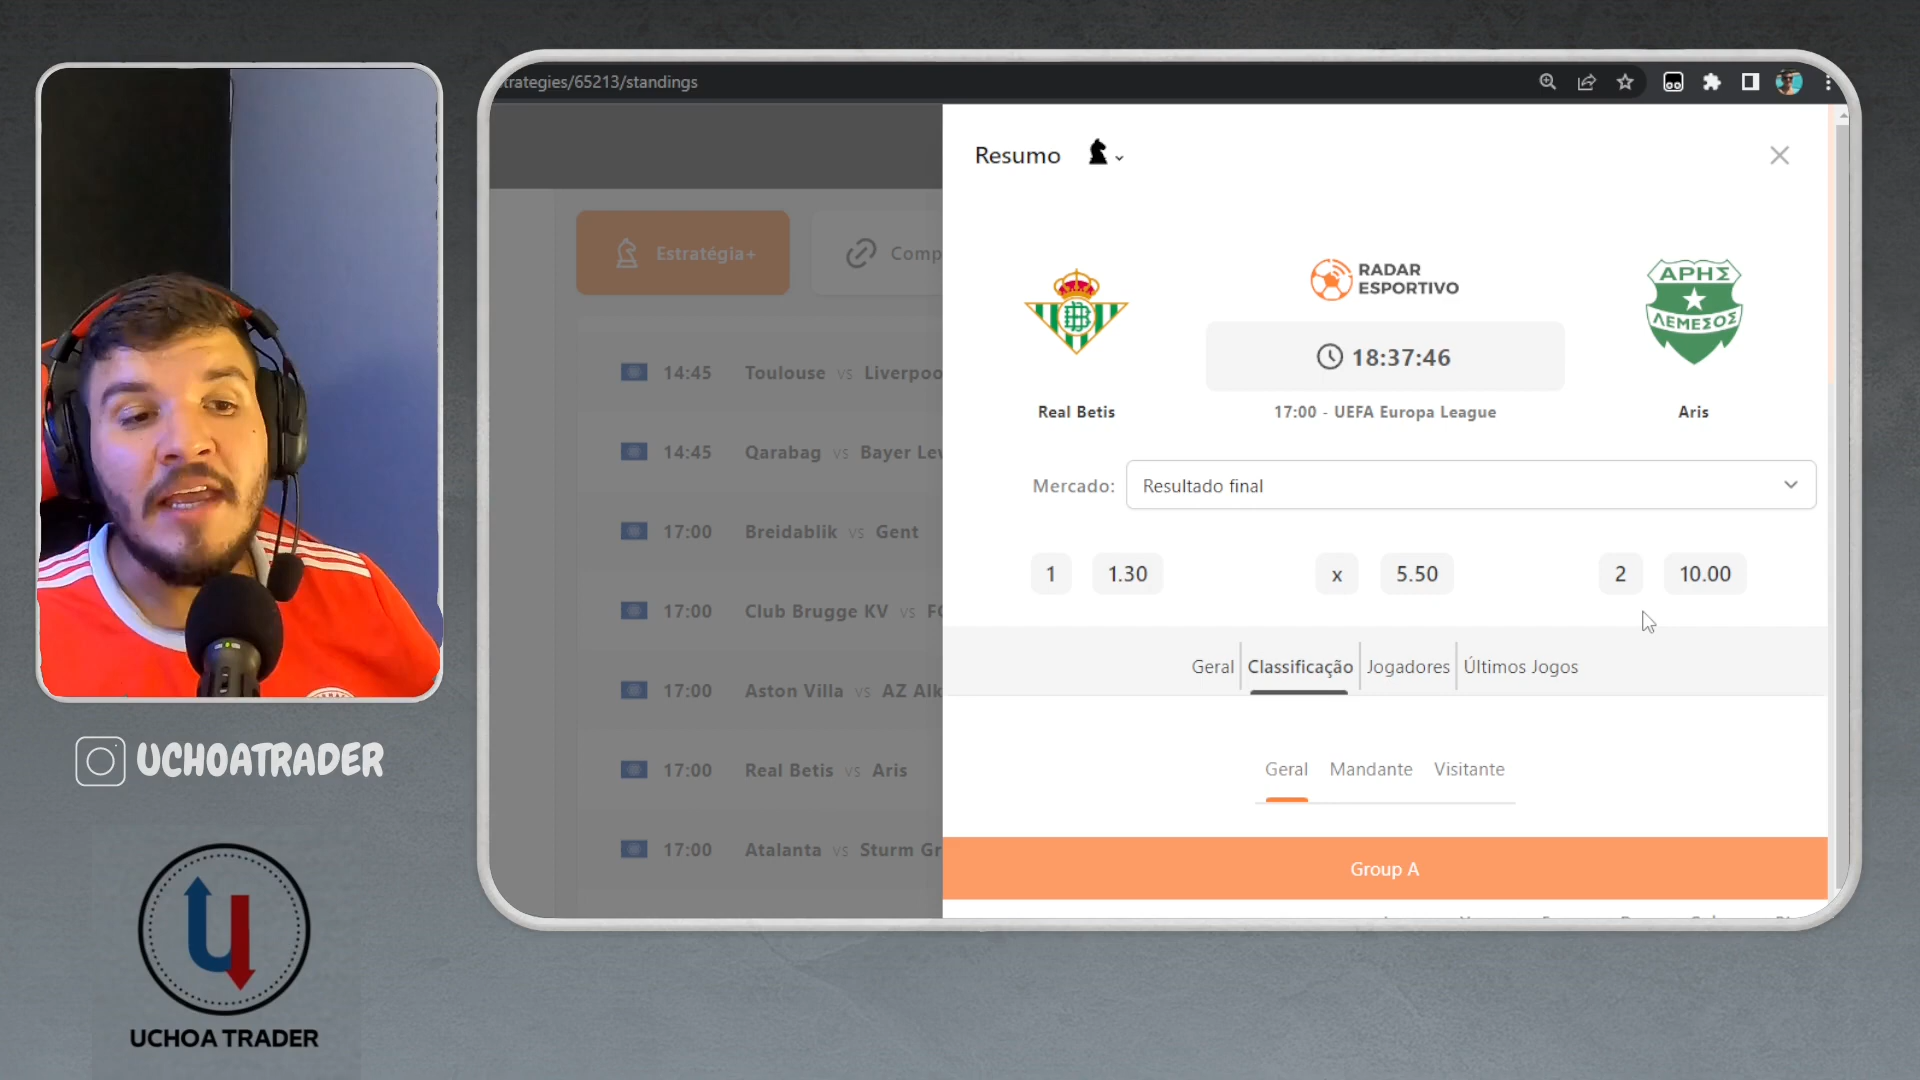 trategies/65213/standings
Resumo
Estratégia+
Comp
RADAR
ESPORTIVO
ΑΡΗΣ
ΛΕΜΕΣΟΣ
18:37:46
Real Betis
17:00 - UEFA Europa League
Aris
14:45 Toulouse vs Liverpoo
14:45 Qarabag vs Bayer Lev
17:00 Breidablik vs Gent
17:00 Club Brugge KV vs FC
17:00 Aston Villa vs AZ Alk
17:00 Real Betis vs Aris
17:00 Atalanta vs Sturm Gr
Mercado: Resultado final
1 1.30 x 5.50 2 10.00
Geral Classificação Jogadores Últimos Jogos
Geral Mandante Visitante
Group A
UCHOATRADER
U
UCHOA TRADER